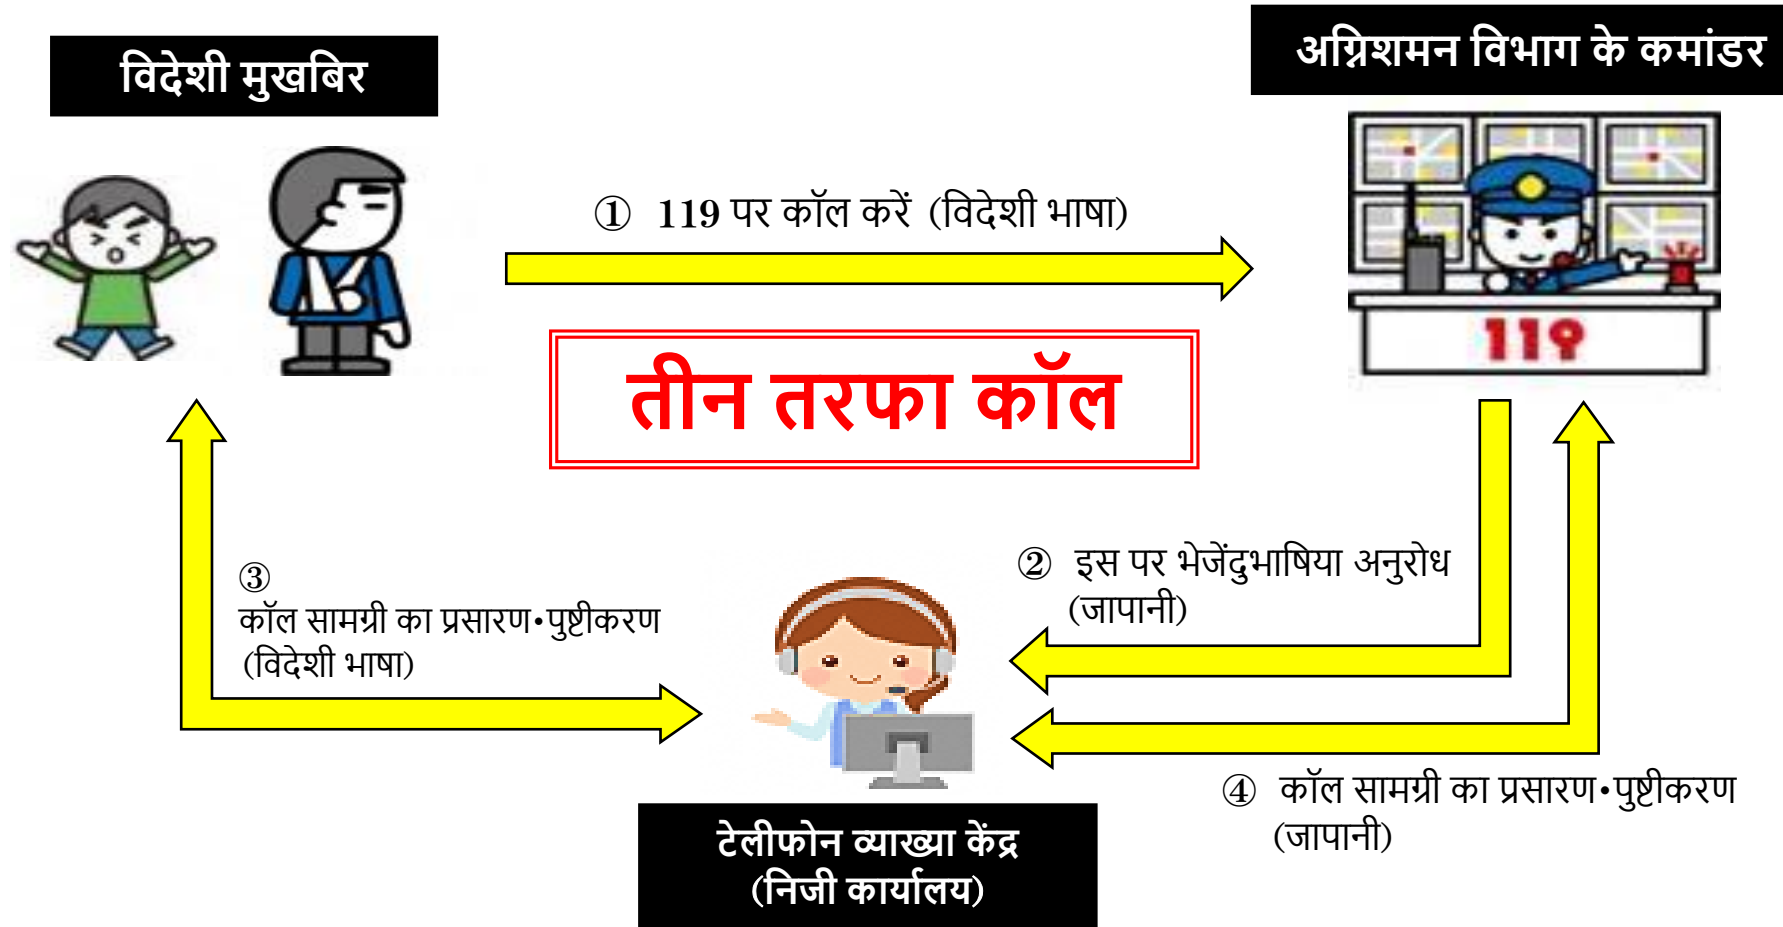 विदेशी मुखबिर
अग्निशमन विभाग के कमांडर
① 119 पर कॉल करें (विदेशी भाषा)
119
तीन तरफा कॉल
② इस पर भेजेंदुभाषिया अनुरोध
(जापानी)
③
कॉल सामग्री का प्रसारण•पुष्टीकरण
(विदेशी भाषा)
④ कॉल सामग्री का प्रसारण•पुष्टीकरण
(जापानी)
टेलीफोन व्याख्या केंद्र
(निजी कार्यालय)